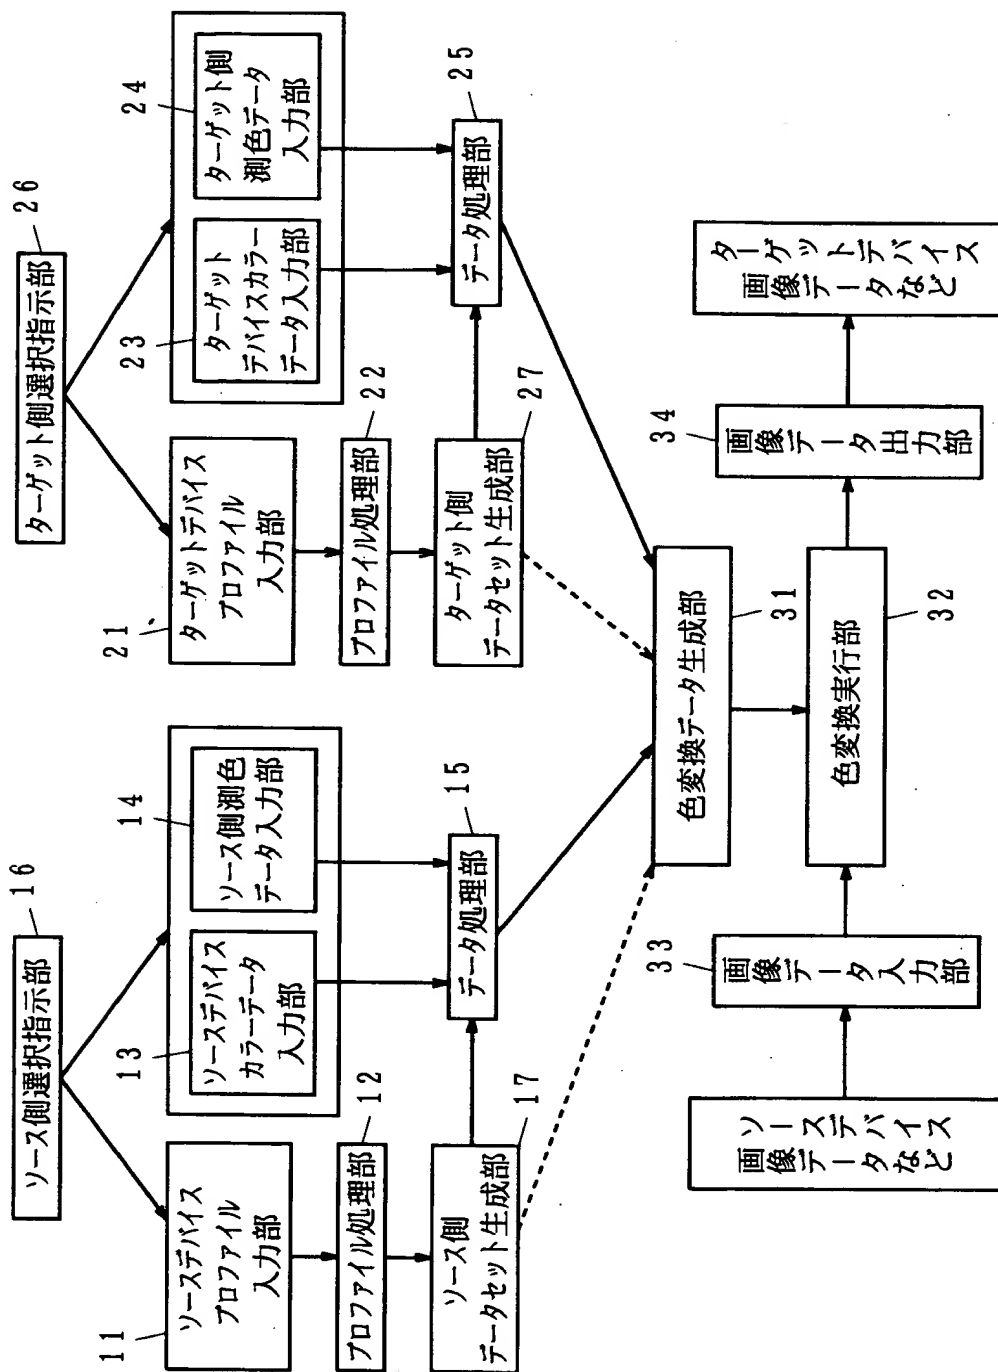 ソース側選択指示部
16
ターゲット側選択指示部
26
11
ソースデバイス
プロファイル
入力部
13
ソースデバイス
カラーデータ
入力部
14
ソース側測色
データ入力部
21
ターゲットデバイス
プロファイル
入力部
23
ターゲット
デバイスカラー
データ入力部
24
ターゲット側
測色データ
入力部
プロファイル処理部
12
データ処理部
15
プロファイル処理部
22
データ処理部
25
ソース側
データセット生成部
17
ターゲット側
データセット生成部
27
色変換データ生成部
31
ソースデバイス
画像データなど
33
画像データ入力部
色変換実行部
32
34
画像データ出力部
ターゲットデバイス
画像データなど